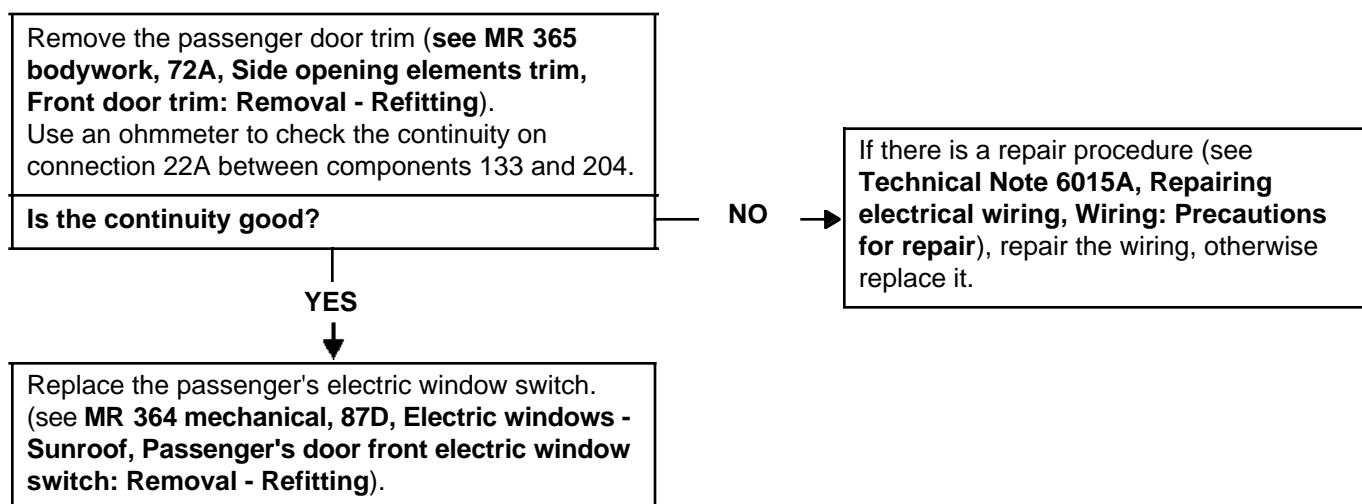 Remove the passenger door trim (see MR 365
bodywork, 72A, Side opening elements trim,
Front door trim: Removal - Refitting).
Use an ohmmeter to check the continuity on
connection 22A between components 133 and 204.
Is the continuity good?
NO
If there is a repair procedure (see
Technical Note 6015A, Repairing
electrical wiring, Wiring: Precautions
for repair), repair the wiring, otherwise
replace it.
YES
Replace the passenger's electric window switch.
(see MR 364 mechanical, 87D, Electric windows -
Sunroof, Passenger's door front electric window
switch: Removal - Refitting).